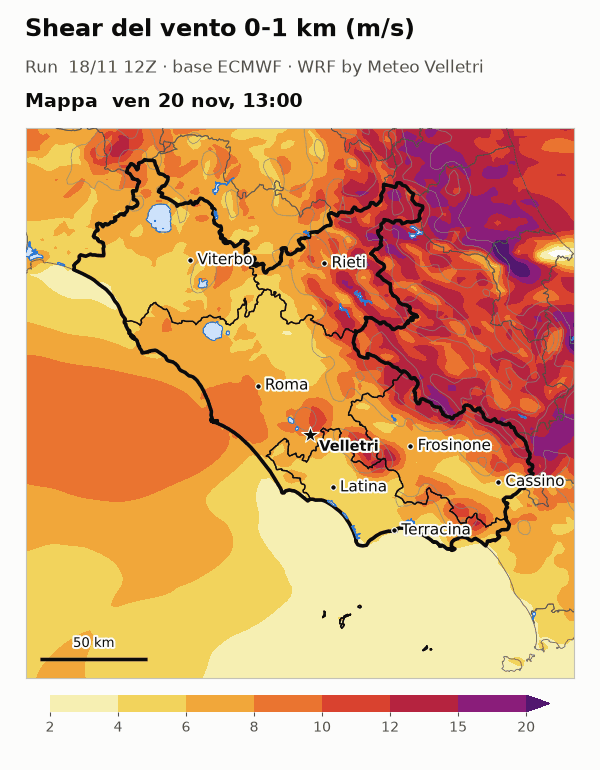 Shear del vento 0-1 km (m/s)
Run  18/11 12Z · base ECMWF · WRF by Meteo Velletri
Mappa  ven 20 nov, 13:00
Viterbo
Rieti
Roma
Velletri
Frosinone
Latina
Cassino
Terracina
50 km
2 4 6 8 10 12 15 20